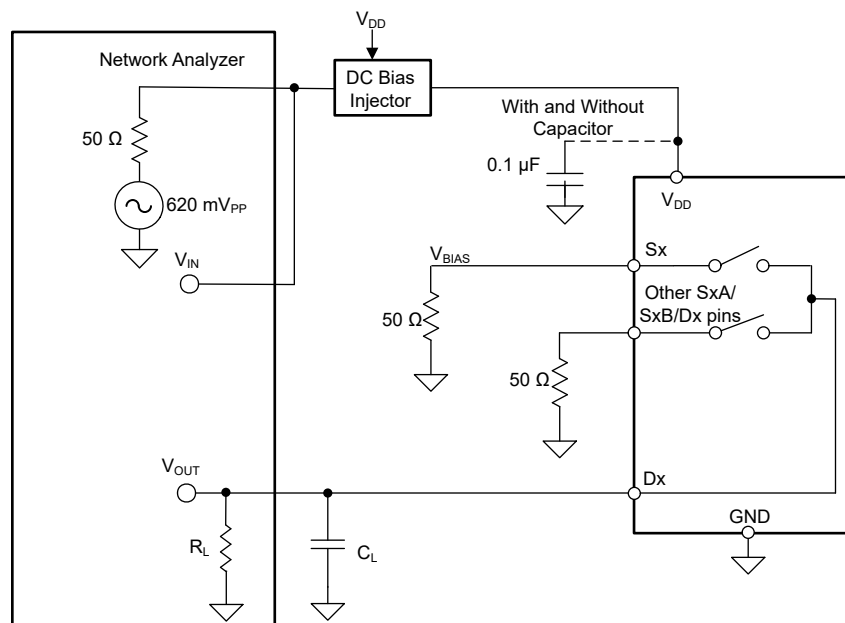 V_DD
Network Analyzer
DC Bias
Injector
With and Without
Capacitor
50 Ω
0.1 µF
620 mV_PP
V_DD
V_IN
V_BIAS
Sx
Other SxA/
SxB/Dx pins
50 Ω
50 Ω
V_OUT
Dx
GND
R_L
C_L